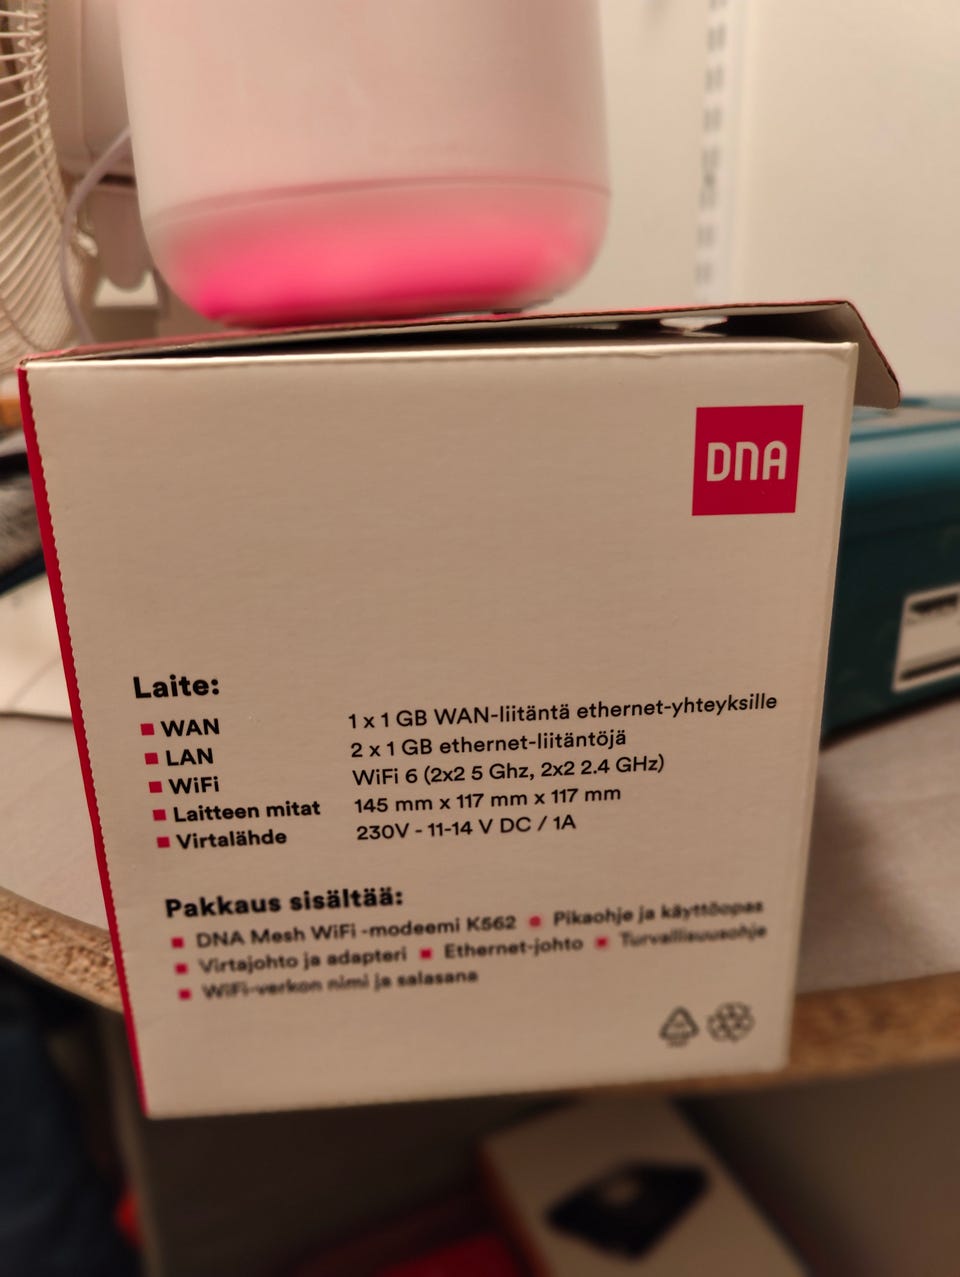 DNA
Laite:
WAN 1 x 1 GB WAN-liitäntä ethernet-yhteyksille
LAN 2 x 1 GB ethernet-liitäntöjä
WiFi WiFi 6 (2x2 5 Ghz, 2x2 2.4 GHz)
Laitteen mitat 145 mm x 117 mm x 117 mm
Virtalähde 230V - 11-14 V DC / 1A
Pakkaus sisältää:
DNA Mesh WiFi -modeemi K562 Pikaohje ja käyttöopas
Virtajohto ja adapteri Ethernet-johto Turvallisuusohje
WiFi-verkon nimi ja salasana